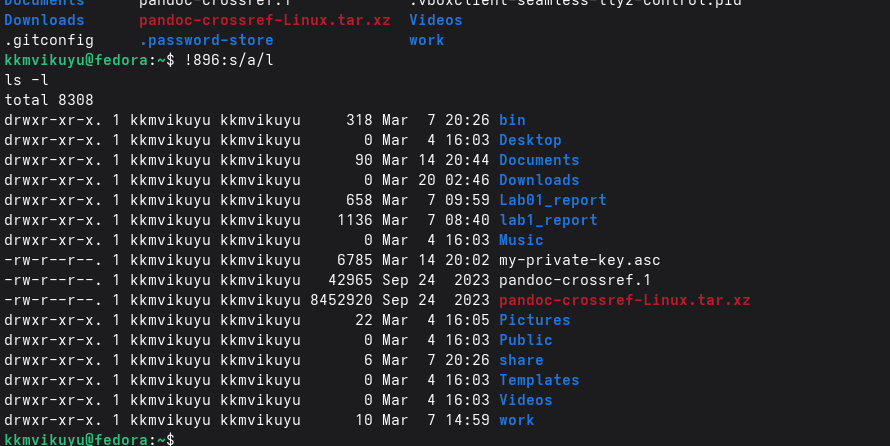 Documents pandoc-crossref.1 .vboxclient-seamless-tty2-control.pid
Downloads pandoc-crossref-Linux.tar.xz Videos
.gitconfig .password-store work
kkmvikuyu@fedora:~$ !896:s/a/l
ls -l
total 8308
drwxr-xr-x. 1 kkmvikuyu kkmvikuyu 318 Mar 7 20:26 bin
drwxr-xr-x. 1 kkmvikuyu kkmvikuyu 0 Mar 4 16:03 Desktop
drwxr-xr-x. 1 kkmvikuyu kkmvikuyu 90 Mar 14 20:44 Documents
drwxr-xr-x. 1 kkmvikuyu kkmvikuyu 0 Mar 20 02:46 Downloads
drwxr-xr-x. 1 kkmvikuyu kkmvikuyu 658 Mar 7 09:59 Lab01_report
drwxr-xr-x. 1 kkmvikuyu kkmvikuyu 1136 Mar 7 08:40 lab1_report
drwxr-xr-x. 1 kkmvikuyu kkmvikuyu 0 Mar 4 16:03 Music
-rw-r--r--. 1 kkmvikuyu kkmvikuyu 6785 Mar 14 20:02 my-private-key.asc
-rw-r--r--. 1 kkmvikuyu kkmvikuyu 42965 Sep 24 2023 pandoc-crossref.1
-rw-r--r--. 1 kkmvikuyu kkmvikuyu 8452920 Sep 24 2023 pandoc-crossref-Linux.tar.xz
drwxr-xr-x. 1 kkmvikuyu kkmvikuyu 22 Mar 4 16:05 Pictures
drwxr-xr-x. 1 kkmvikuyu kkmvikuyu 0 Mar 4 16:03 Public
drwxr-xr-x. 1 kkmvikuyu kkmvikuyu 6 Mar 7 20:26 share
drwxr-xr-x. 1 kkmvikuyu kkmvikuyu 0 Mar 4 16:03 Templates
drwxr-xr-x. 1 kkmvikuyu kkmvikuyu 0 Mar 4 16:03 Videos
drwxr-xr-x. 1 kkmvikuyu kkmvikuyu 10 Mar 7 14:59 work
kkmvikuyu@fedora:~$